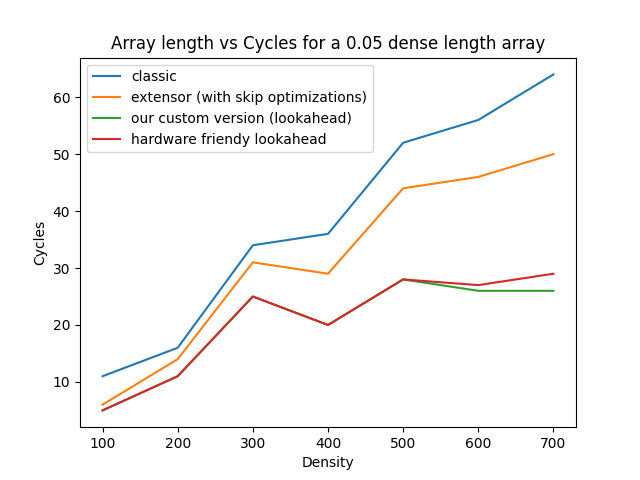 Array length vs Cycles for a 0.05 dense length array
classic
extensor (with skip optimizations)
our custom version (lookahead)
hardware friendy lookahead
60
50
40
30
20
10
Cycles
100 200 300 400 500 600 700
Density